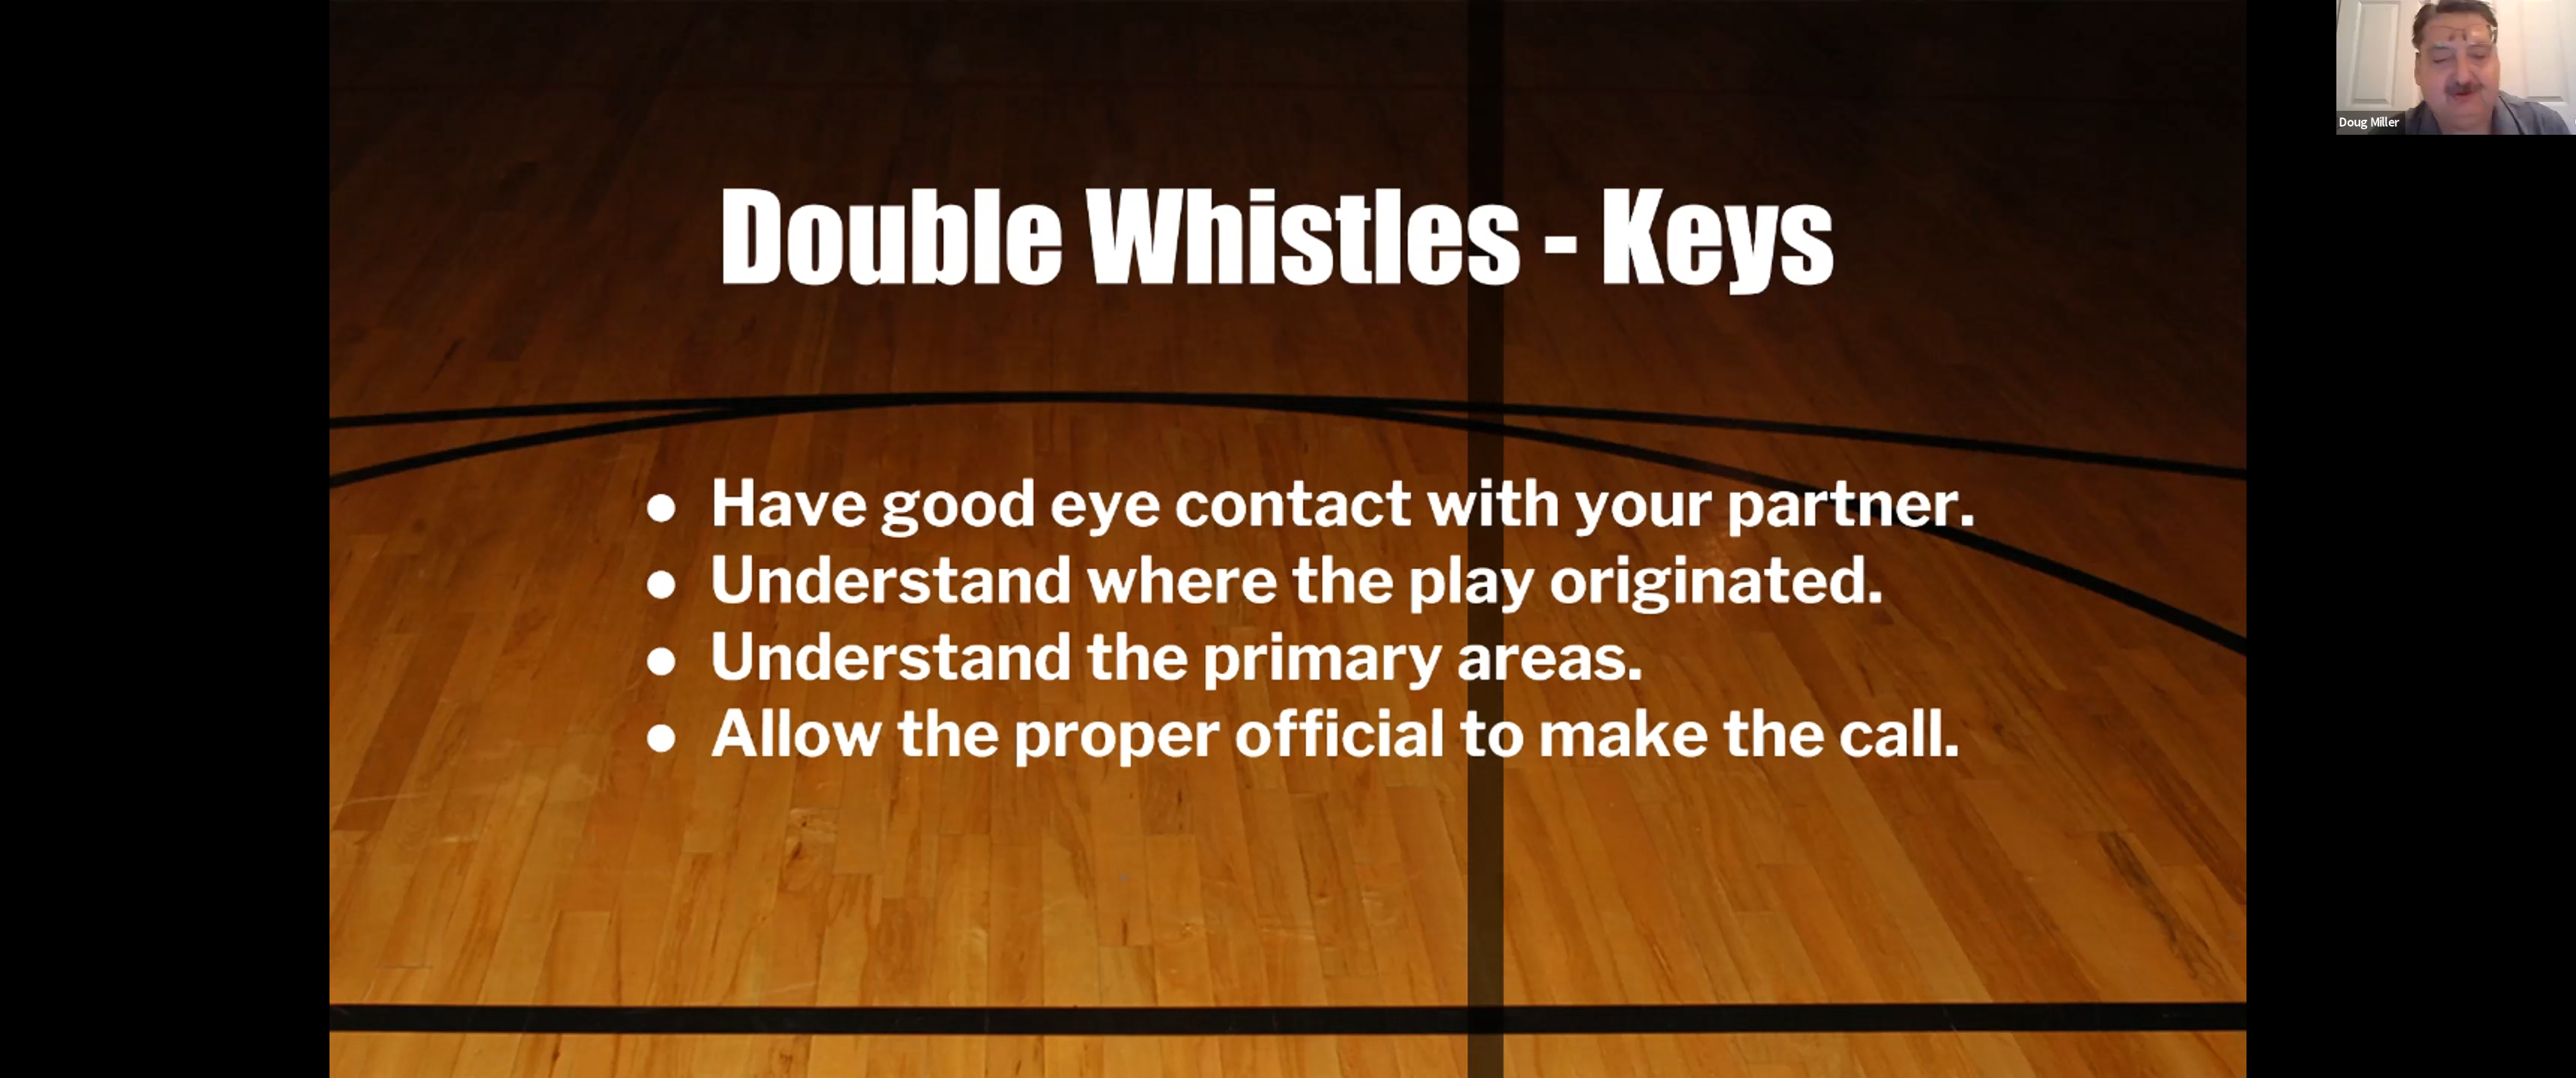 Double Whistles - Keys
● Have good eye contact with your partner.
● Understand where the play originated.
● Understand the primary areas.
● Allow the proper official to make the call.
Doug Miller